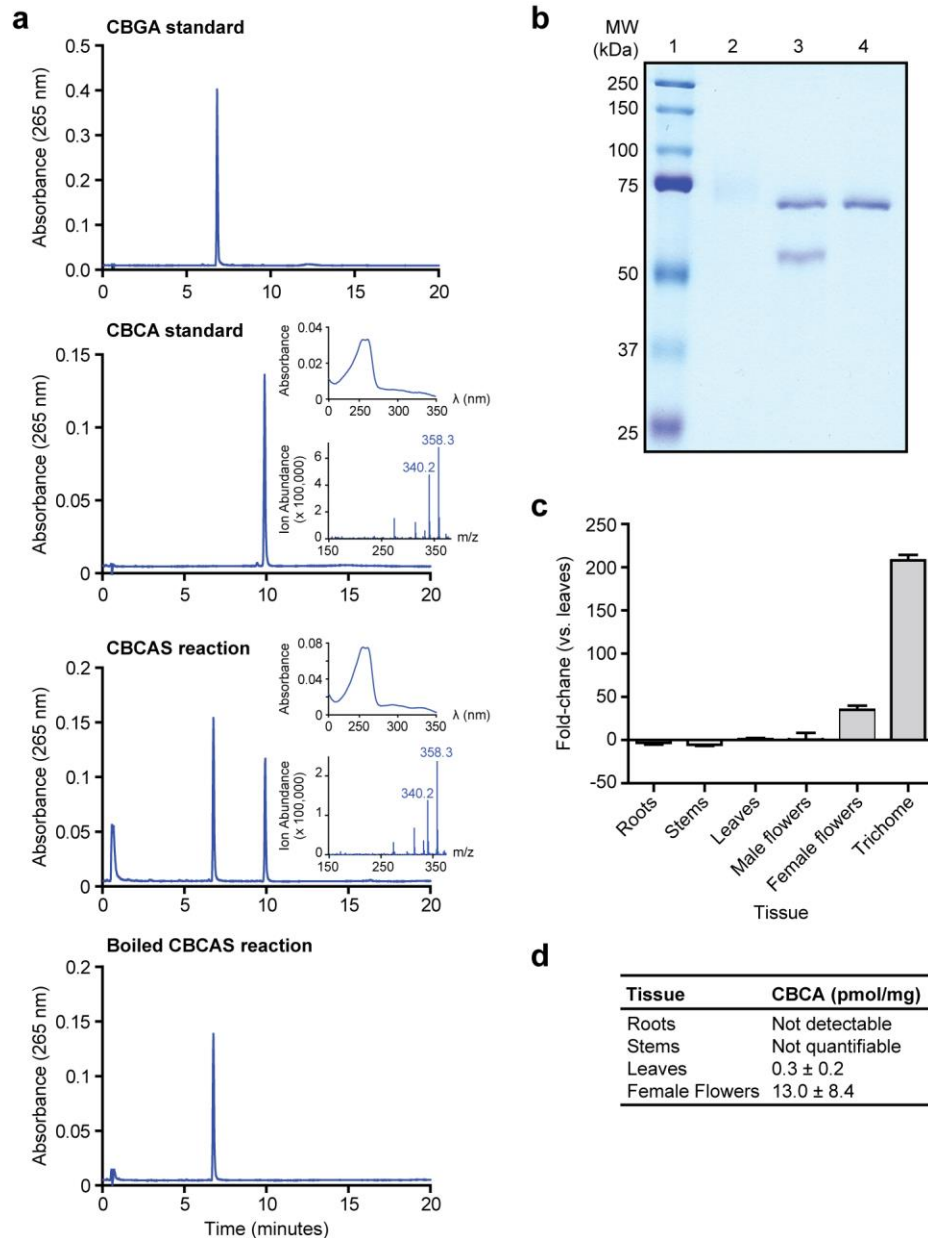 a
CBGA standard
Absorbance (265 nm)
0.5
0.4
0.3
0.2
0.1
0.0
0 5 10 15 20
CBCA standard
Absorbance (265 nm)
0.15
0.10
0.05
0
0 5 10 15 20
Absorbance
0.04
0.02
0
0 250 300 350
λ (nm)
Ion Abundance
(x 100,000)
6
4
2
0
358.3
340.2
150 250 350
m/z
CBCAS reaction
Absorbance (265 nm)
0.2
0.15
0.10
0.05
0
0 5 10 15 20
Absorbance
0.08
0.04
0
0 250 300 350
λ (nm)
Ion Abundance
(x 100,000)
2
1
0
358.3
340.2
150 250 350
m/z
Boiled CBCAS reaction
Absorbance (265 nm)
0.2
0.15
0.10
0.05
0
0 5 10 15 20
Time (minutes)
b
MW
(kDa)
1 2 3 4
250
150
100
75
50
37
25
c
Fold-chane (vs. leaves)
250
200
150
100
50
0
-50
Roots
Stems
Leaves
Male flowers
Female flowers
Trichome
Tissue
d
Tissue CBCA (pmol/mg)
Roots Not detectable
Stems Not quantifiable
Leaves 0.3 ± 0.2
Female Flowers 13.0 ± 8.4